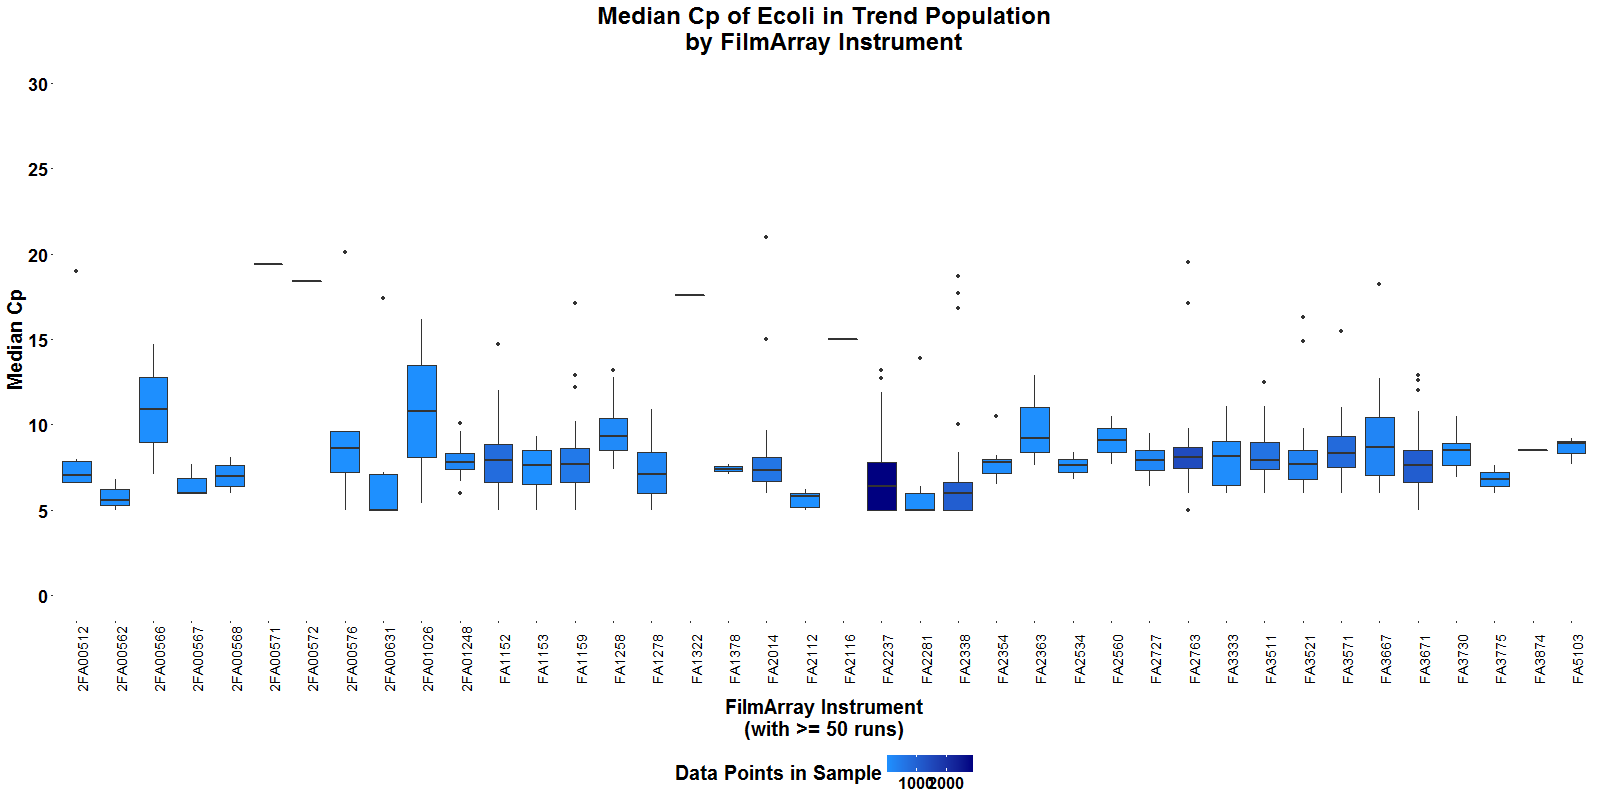 Median Cp of Ecoli in Trend Population
by FilmArray Instrument
Median Cp
30
25
20
15
10
5
0
2FA00512
2FA00562
2FA00566
2FA00567
2FA00568
2FA00571
2FA00572
2FA00576
2FA00631
2FA01026
2FA01248
FA1152
FA1153
FA1159
FA1258
FA1278
FA1322
FA1378
FA2014
FA2112
FA2116
FA2237
FA2281
FA2338
FA2354
FA2363
FA2534
FA2560
FA2727
FA2763
FA3333
FA3511
FA3521
FA3571
FA3667
FA3671
FA3730
FA3775
FA3874
FA5103
FilmArray Instrument
(with >= 50 runs)
Data Points in Sample
1000 2000